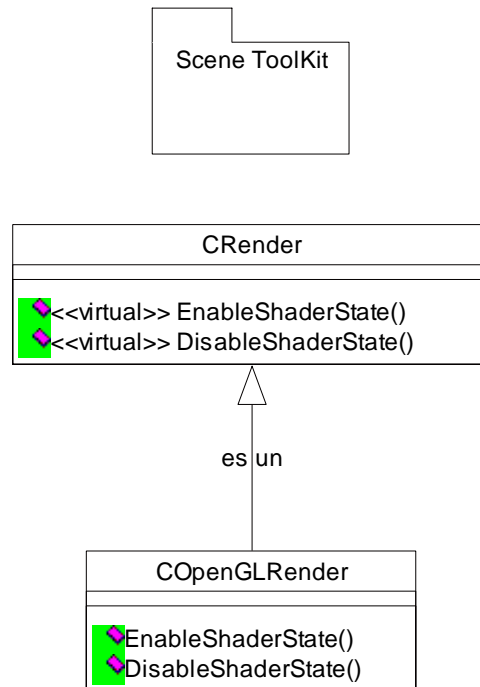 Scene ToolKit
CRender
<<virtual>> EnableShaderState()
<<virtual>> DisableShaderState()
es un
COpenGLRender
EnableShaderState()
DisableShaderState()